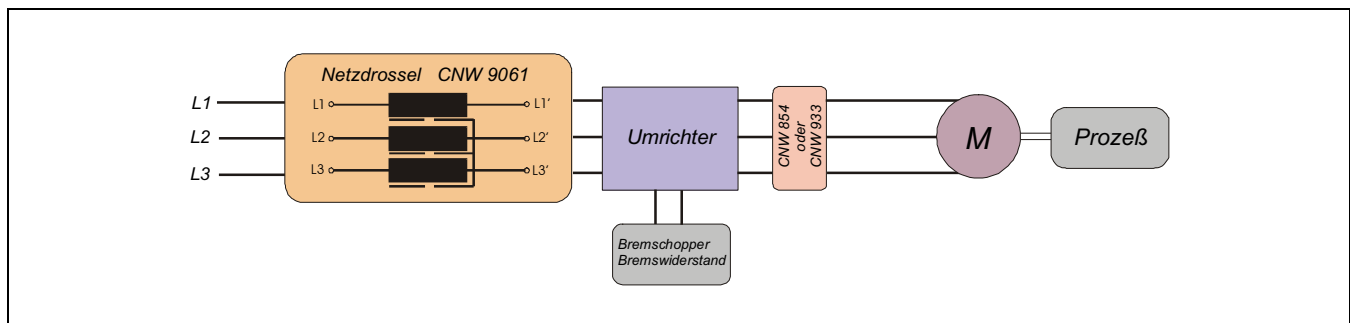 Netzdrossel CNW 9061
L1
L2
L3
L1
L1'
L2
L2'
L3
L3'
Umrichter
CNW 854
oder
CNW 933
M
Prozeß
Bremschopper
Bremswiderstand